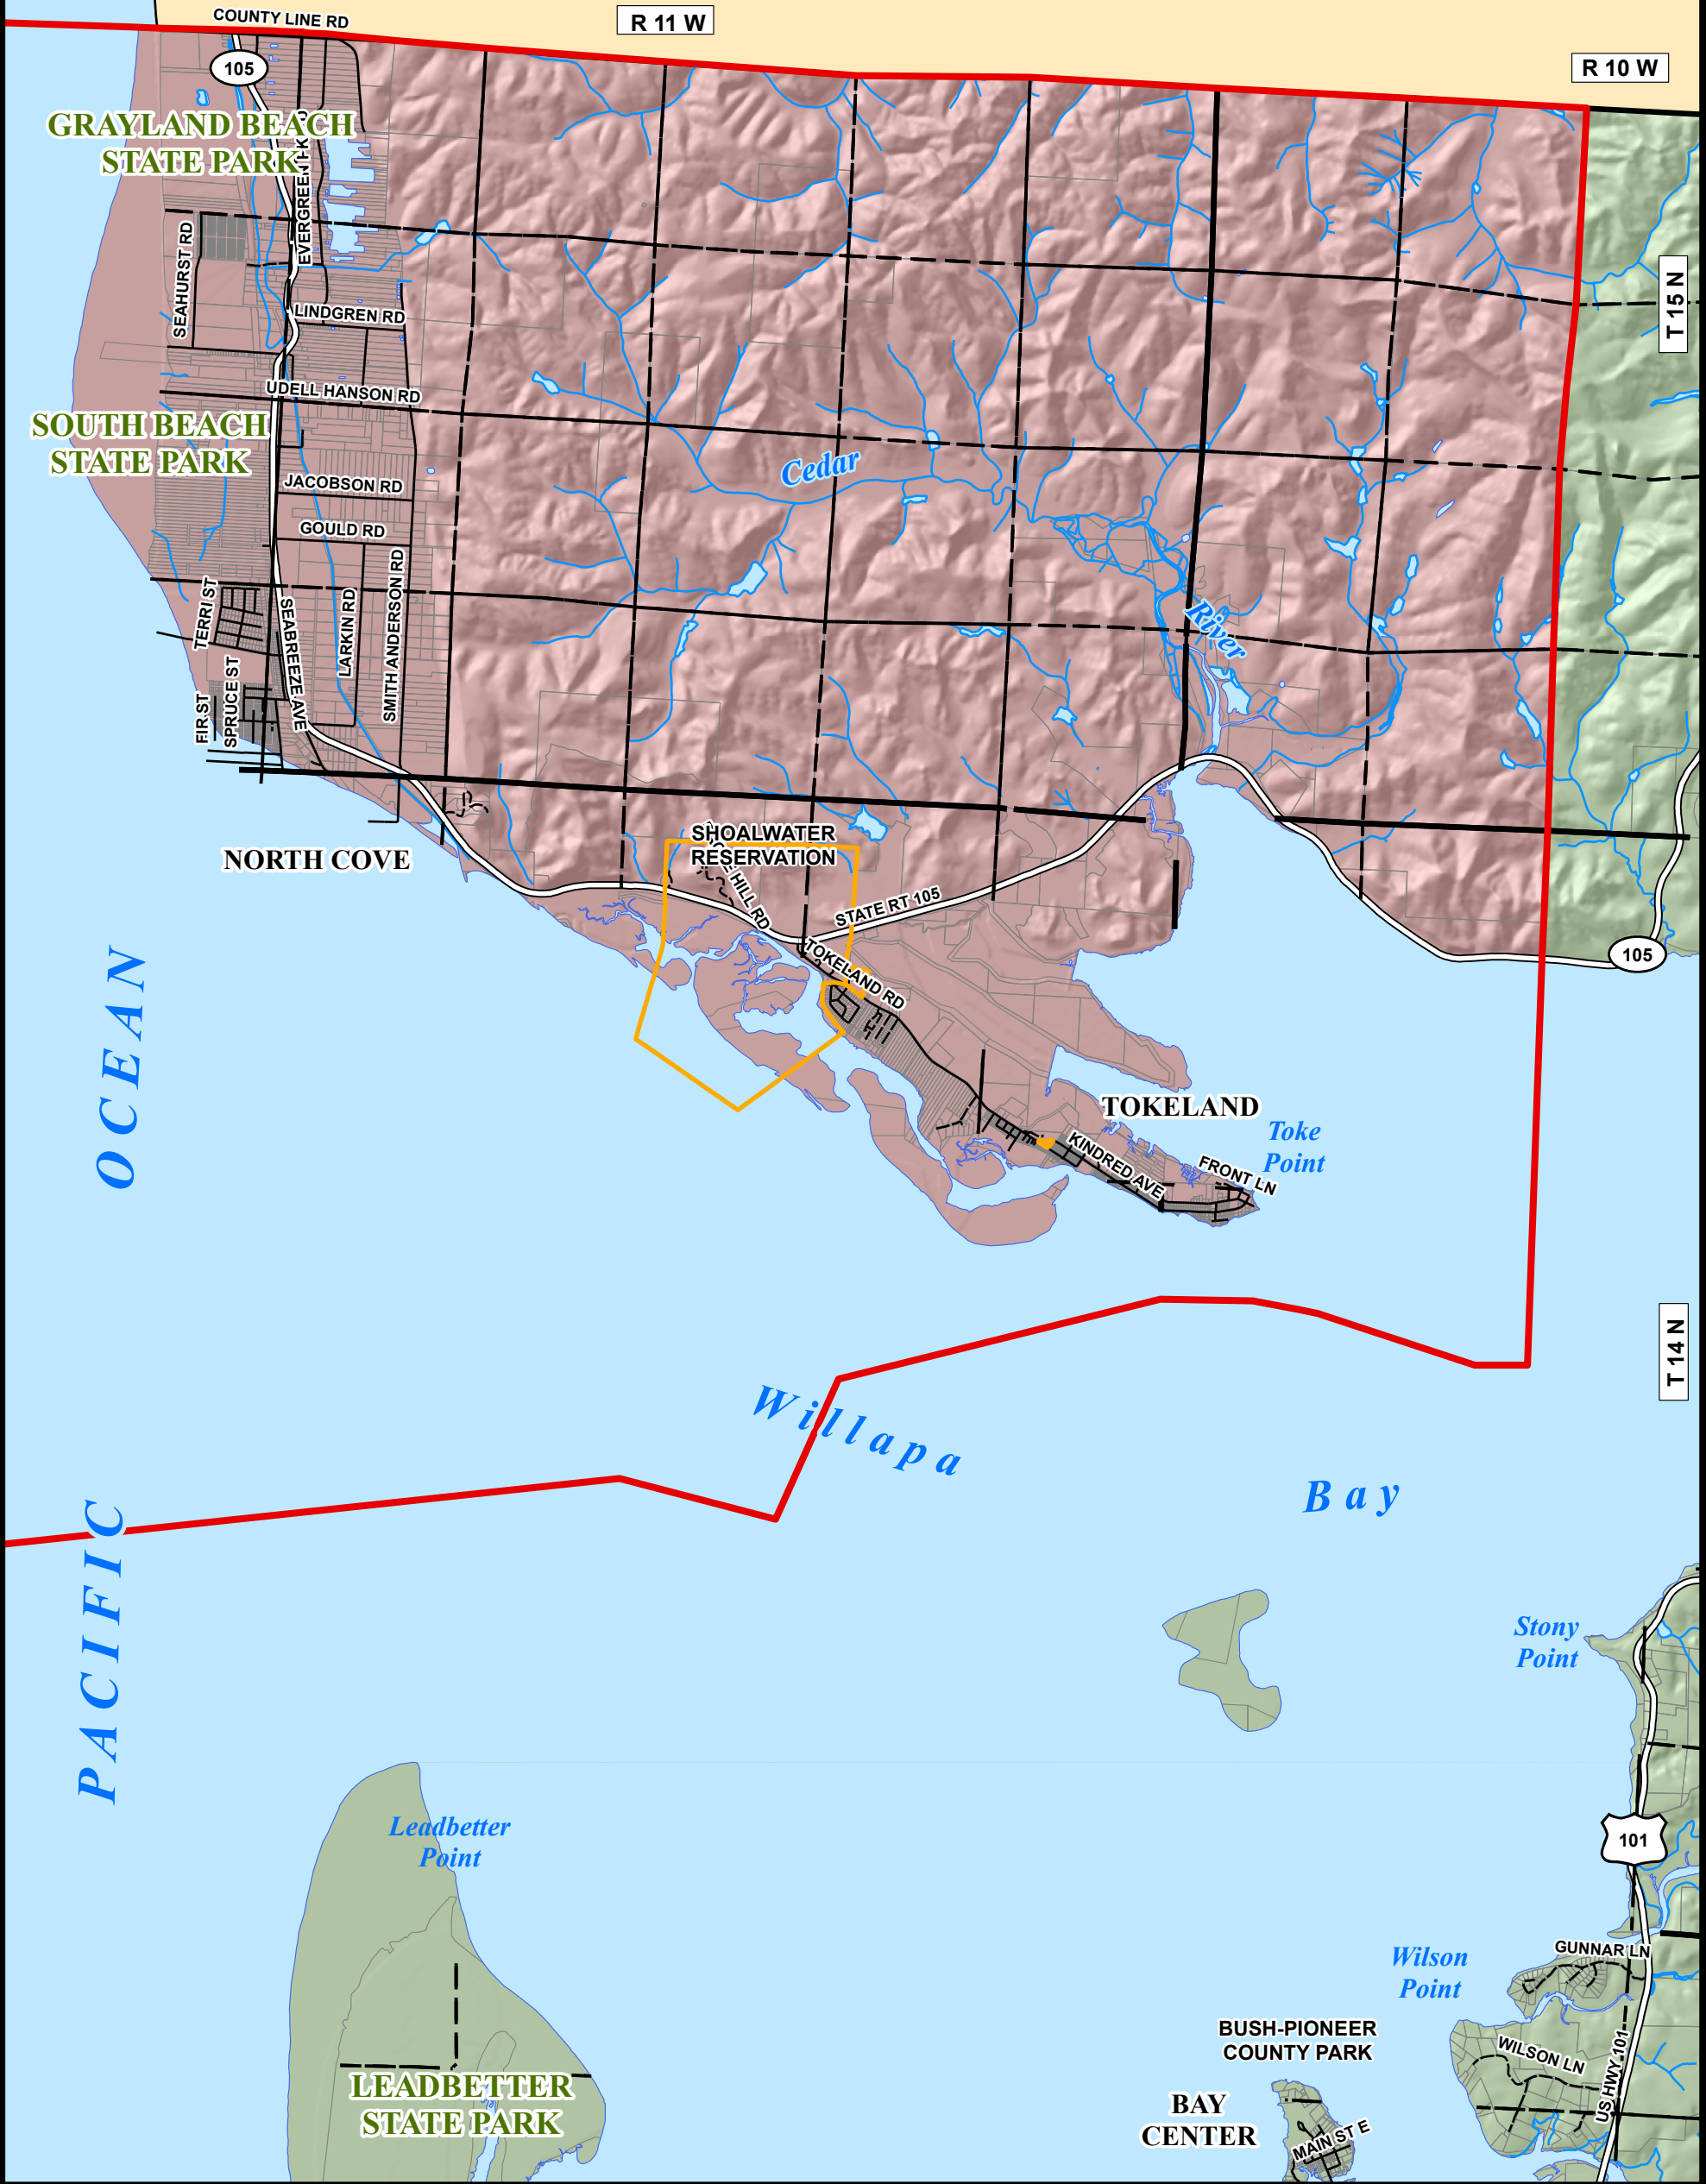 COUNTY LINE RD
R 11 W
R 10 W
105
GRAYLAND BEACH
STATE PARK
SEAHURST RD
LINDGREN RD
T 15 N
UDELL HANSON RD
SOUTH BEACH
STATE PARK
JACOBSON RD
Cedar
GOULD RD
TERRI ST
SEABREEZE AVE
LARKIN RD
SMITH ANDERSON RD
River
FIR ST
SPRUCE ST
NORTH COVE
SHOALWATER
RESERVATION
HILL RD
STATE RT 105
TOKELAND RD
105
OCEAN
TOKELAND
Toke
Point
KINDRED AVE
FRONT LN
T 14 N
Willapa
Bay
PACIFIC
Stony
Point
Leadbetter
Point
101
GUNNAR LN
Wilson
Point
BUSH-PIONEER
COUNTY PARK
WILSON LN
US HWY 101
LEADBETTER
STATE PARK
BAY
CENTER
MAIN ST E